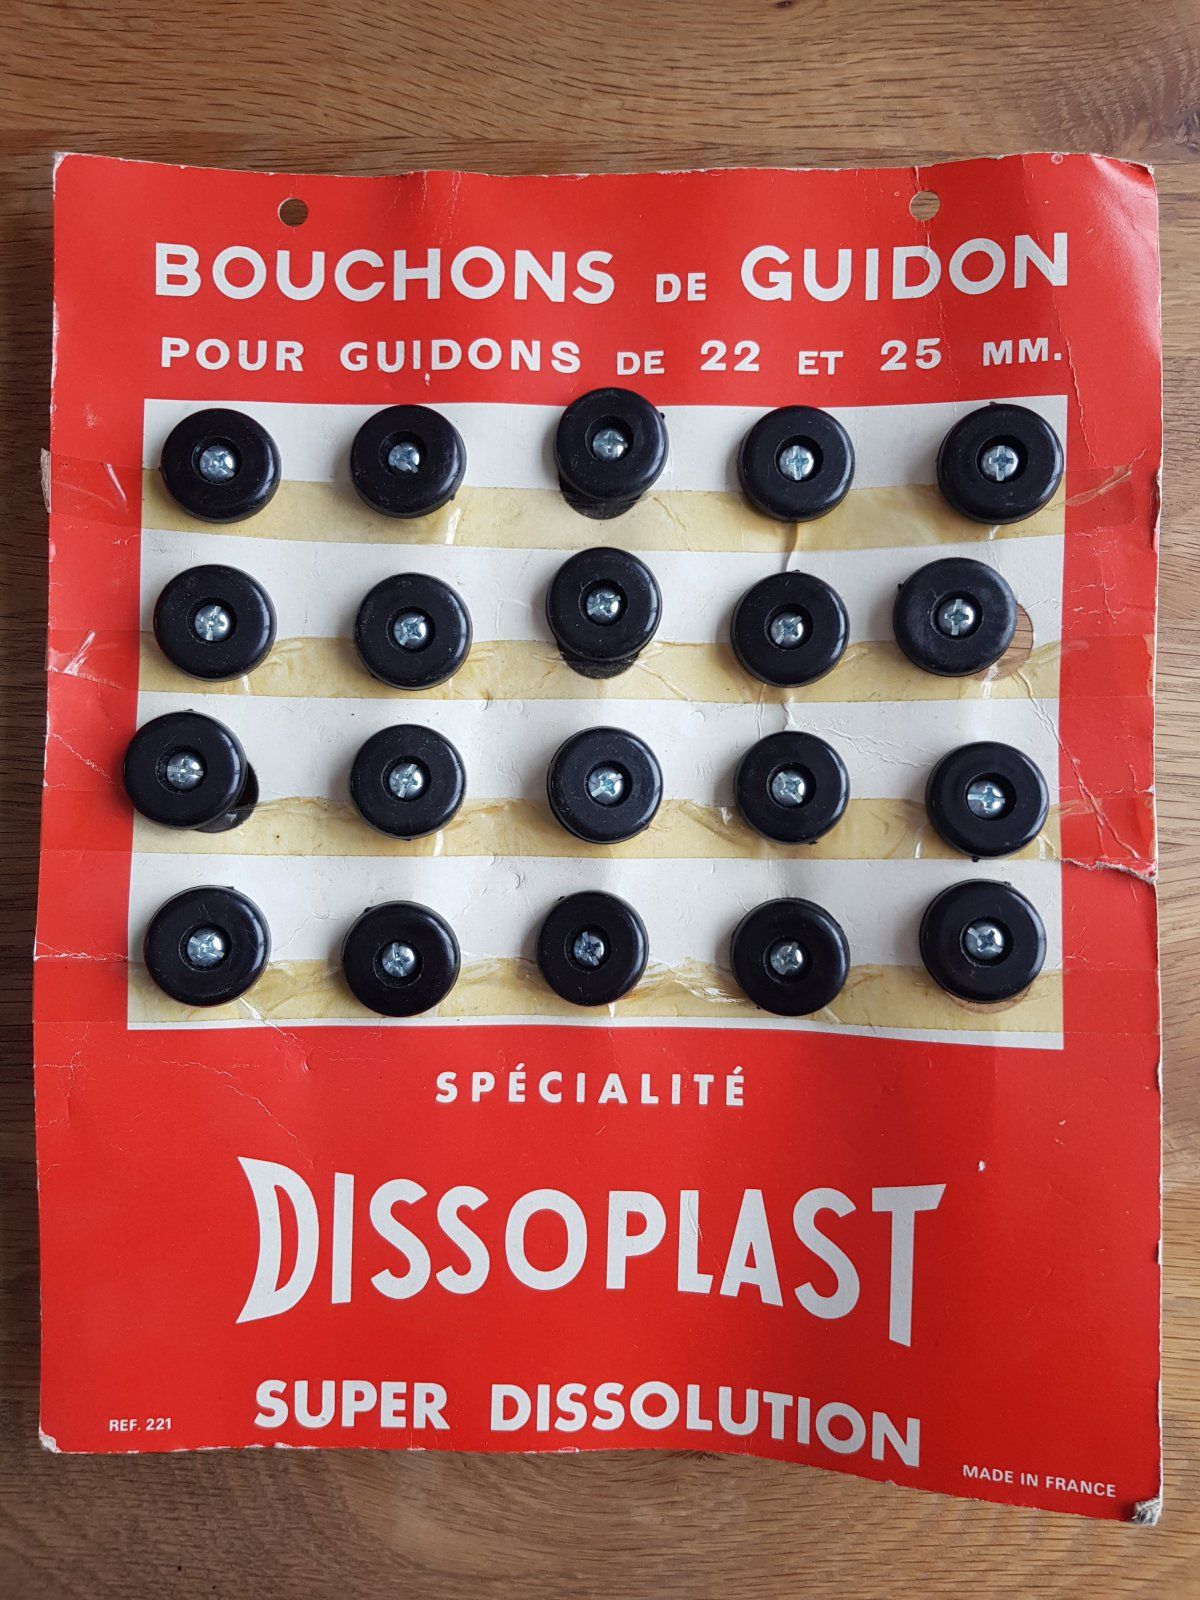 BOUCHONS DE GUIDON
POUR GUIDONS DE 22 ET 25 MM.
SPÉCIALITÉ
DISSOPLAST
SUPER DISSOLUTION
REF. 221
MADE IN FRANCE